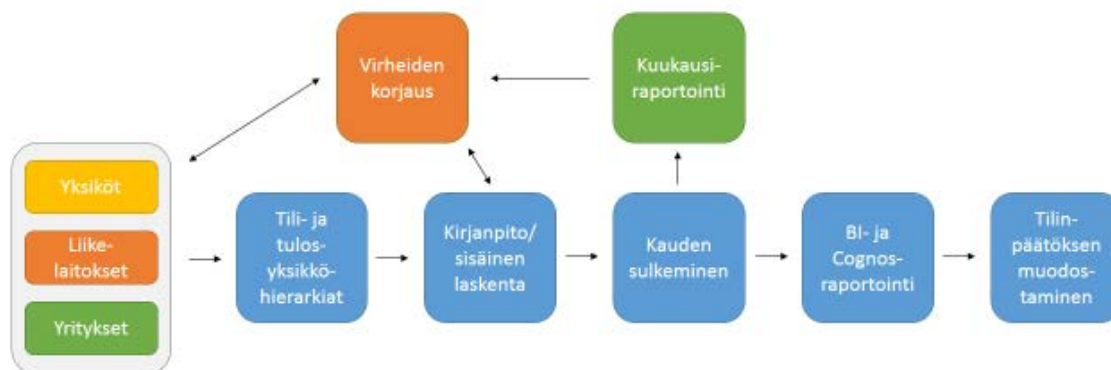 Virheiden
korjaus
Kuukausi-
raportointi
Yksiköt
Liike-
laitokset
Yritykset
Tili- ja
tulos-
yksikkö-
hierarkiat
Kirjanpito/
sisäinen
laskenta
Kauden
sulkeminen
BI- ja
Cognos-
raportointi
Tilin-
päätöksen
muodos-
taminen